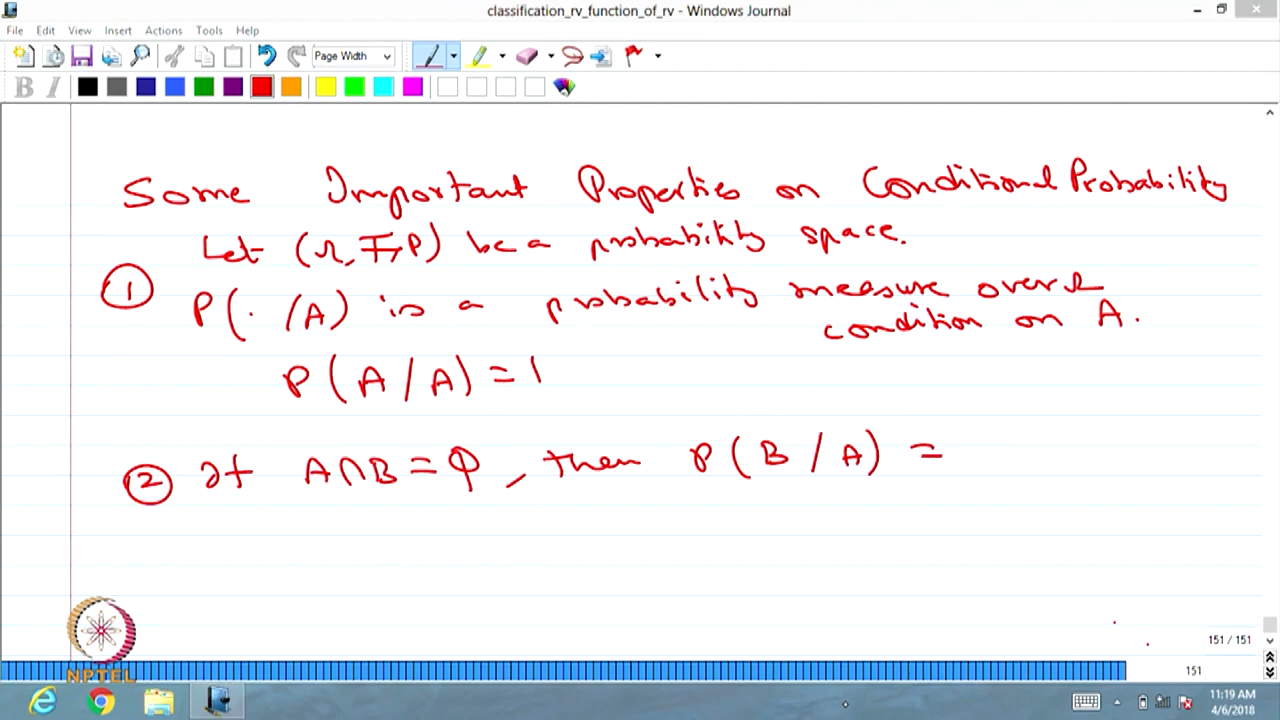 classification_rv_function_of_rv - Windows Journal
File Edit View Insert Actions Tools Help
Page Width
B I
Some Important Properties on Conditional Probability
Let (Ω, F, P) be a probability space.
① P(· /A) is a probability measure over Ω
condition on A.
P(A/A) = 1
② If A∩B = Φ, then P(B/A) =
151 / 151
NPTEL
151
11:19 AM
4/6/2018